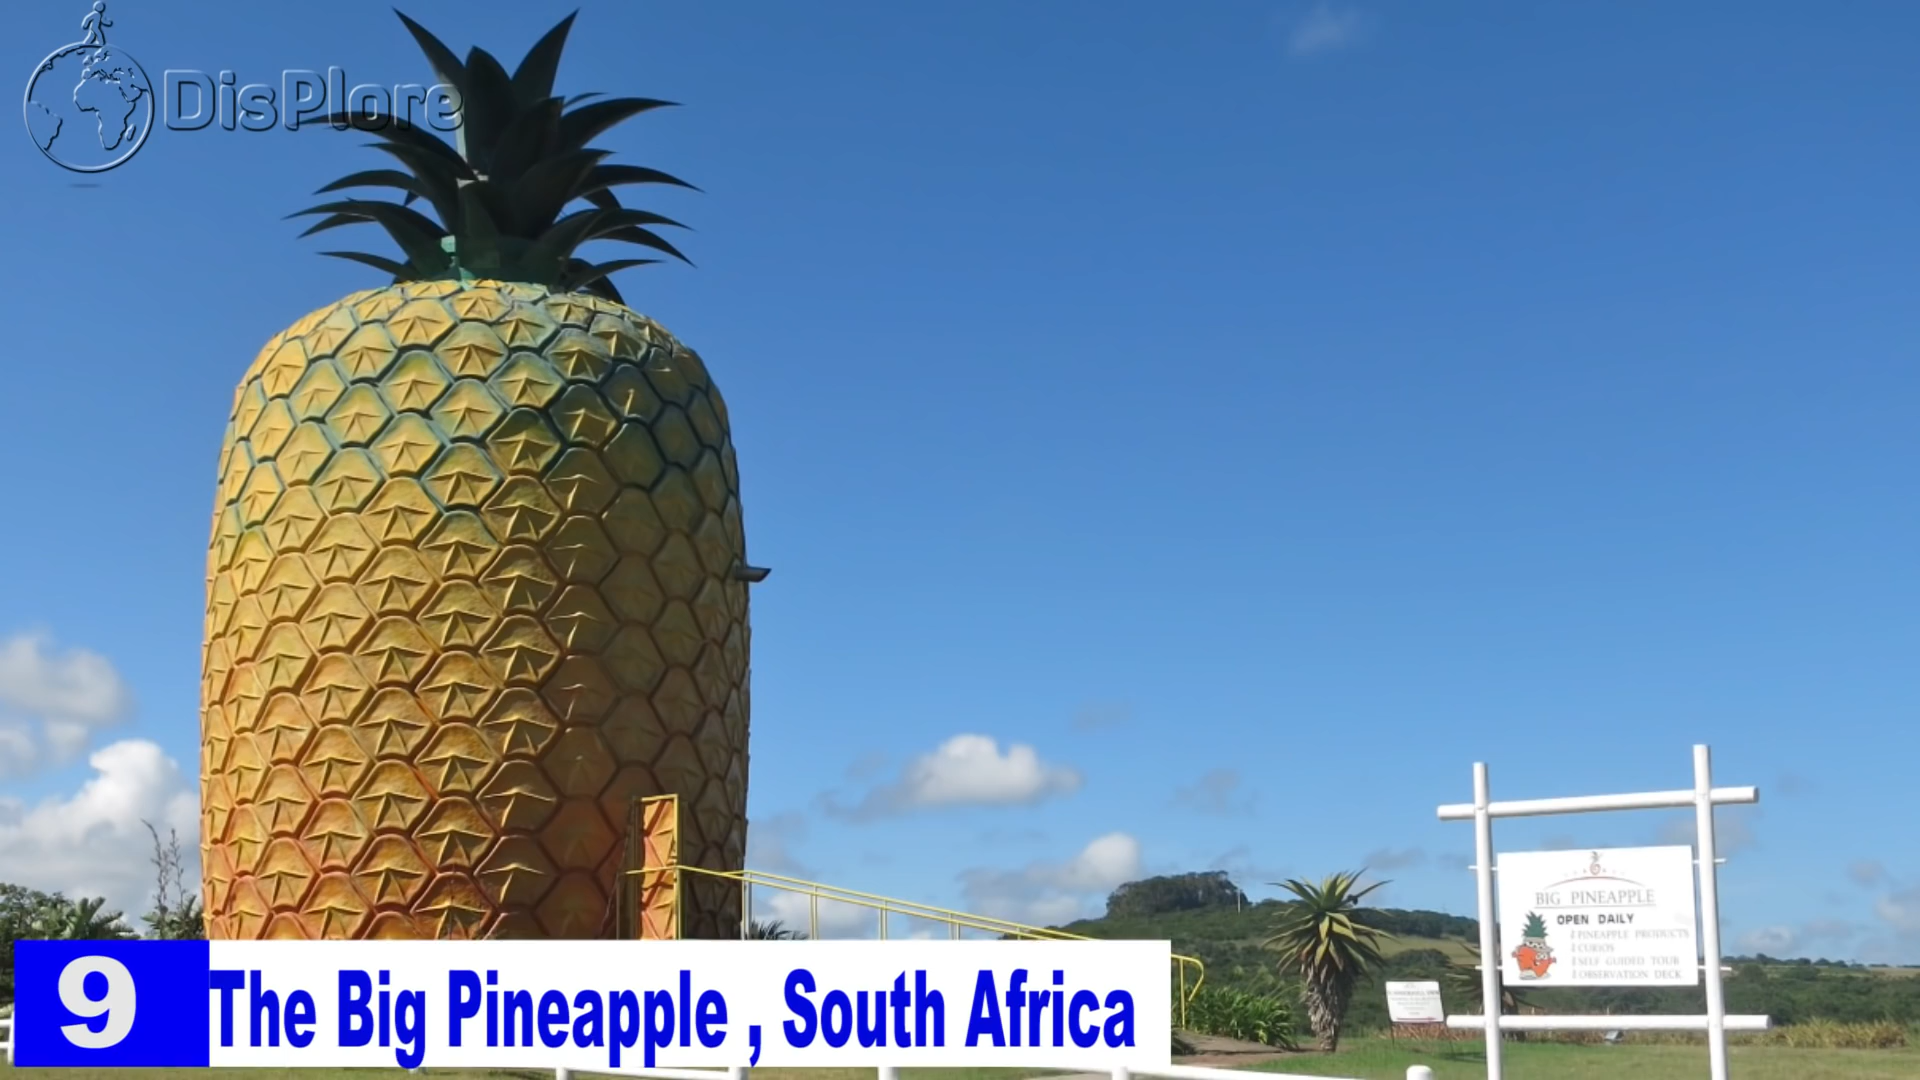 DisPlore
BIG PINEAPPLE
OPEN DAILY
PINEAPPLE PRODUCTS
CURIOS
SELF GUIDED TOUR
OBSERVATION DECK
9
The Big Pineapple , South Africa